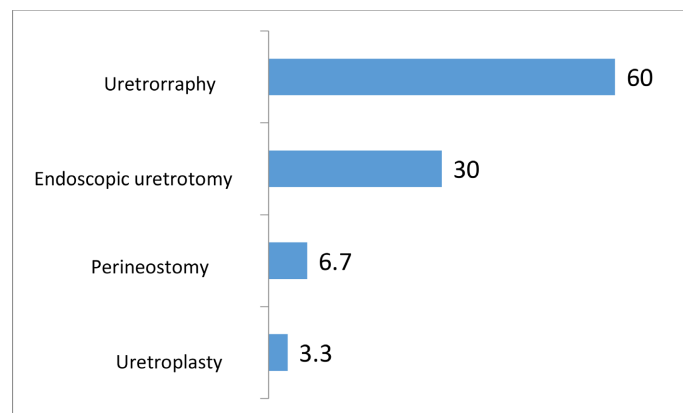 Uretrorraphy
60
Endoscopic uretrotomy
30
Perineostomy
6.7
Uretroplasty
3.3